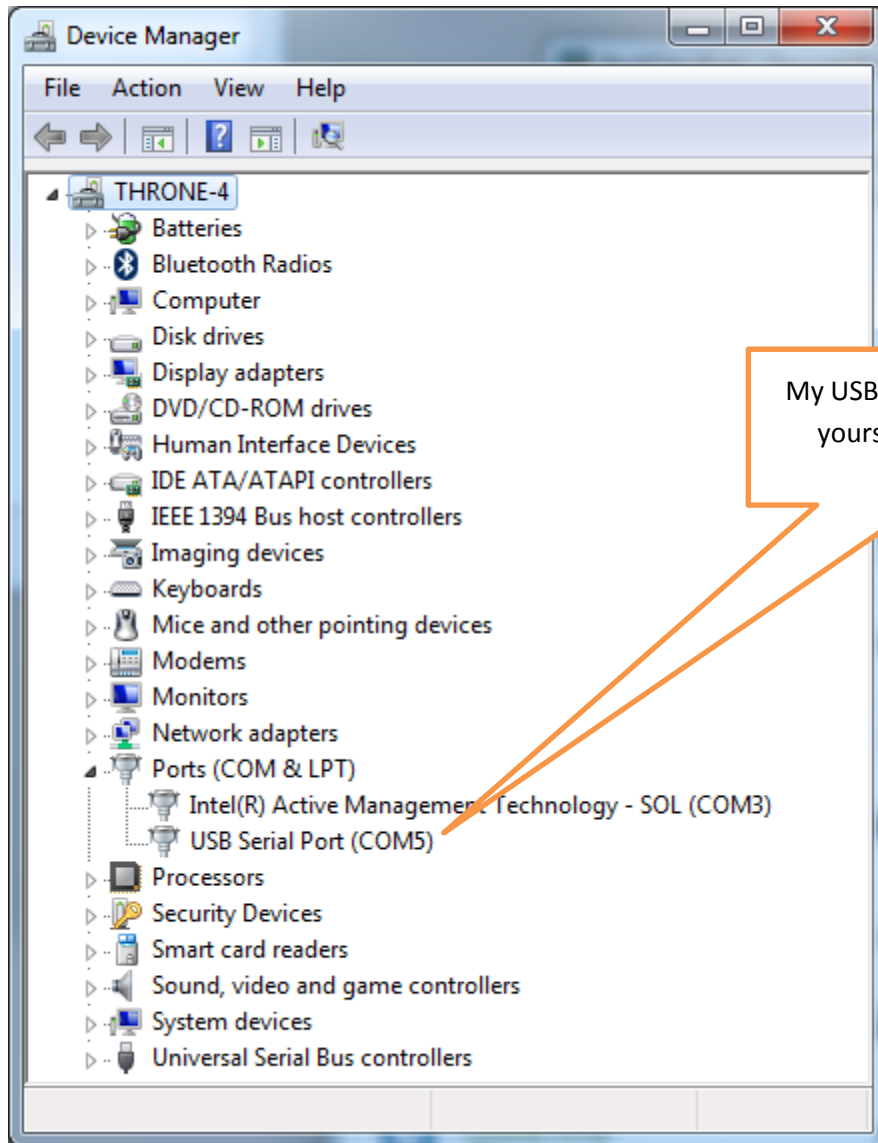 Device Manager
File Action View Help
THRONE-4
Batteries
Bluetooth Radios
Computer
Disk drives
Display adapters
DVD/CD-ROM drives
Human Interface Devices
IDE ATA/ATAPI controllers
IEEE 1394 Bus host controllers
Imaging devices
Keyboards
Mice and other pointing devices
Modems
Monitors
Network adapters
Ports (COM & LPT)
Intel(R) Active Management Technology - SOL (COM3)
USB Serial Port (COM5)
Processors
Security Devices
Smart card readers
Sound, video and game controllers
System devices
Universal Serial Bus controllers
My USB
yours